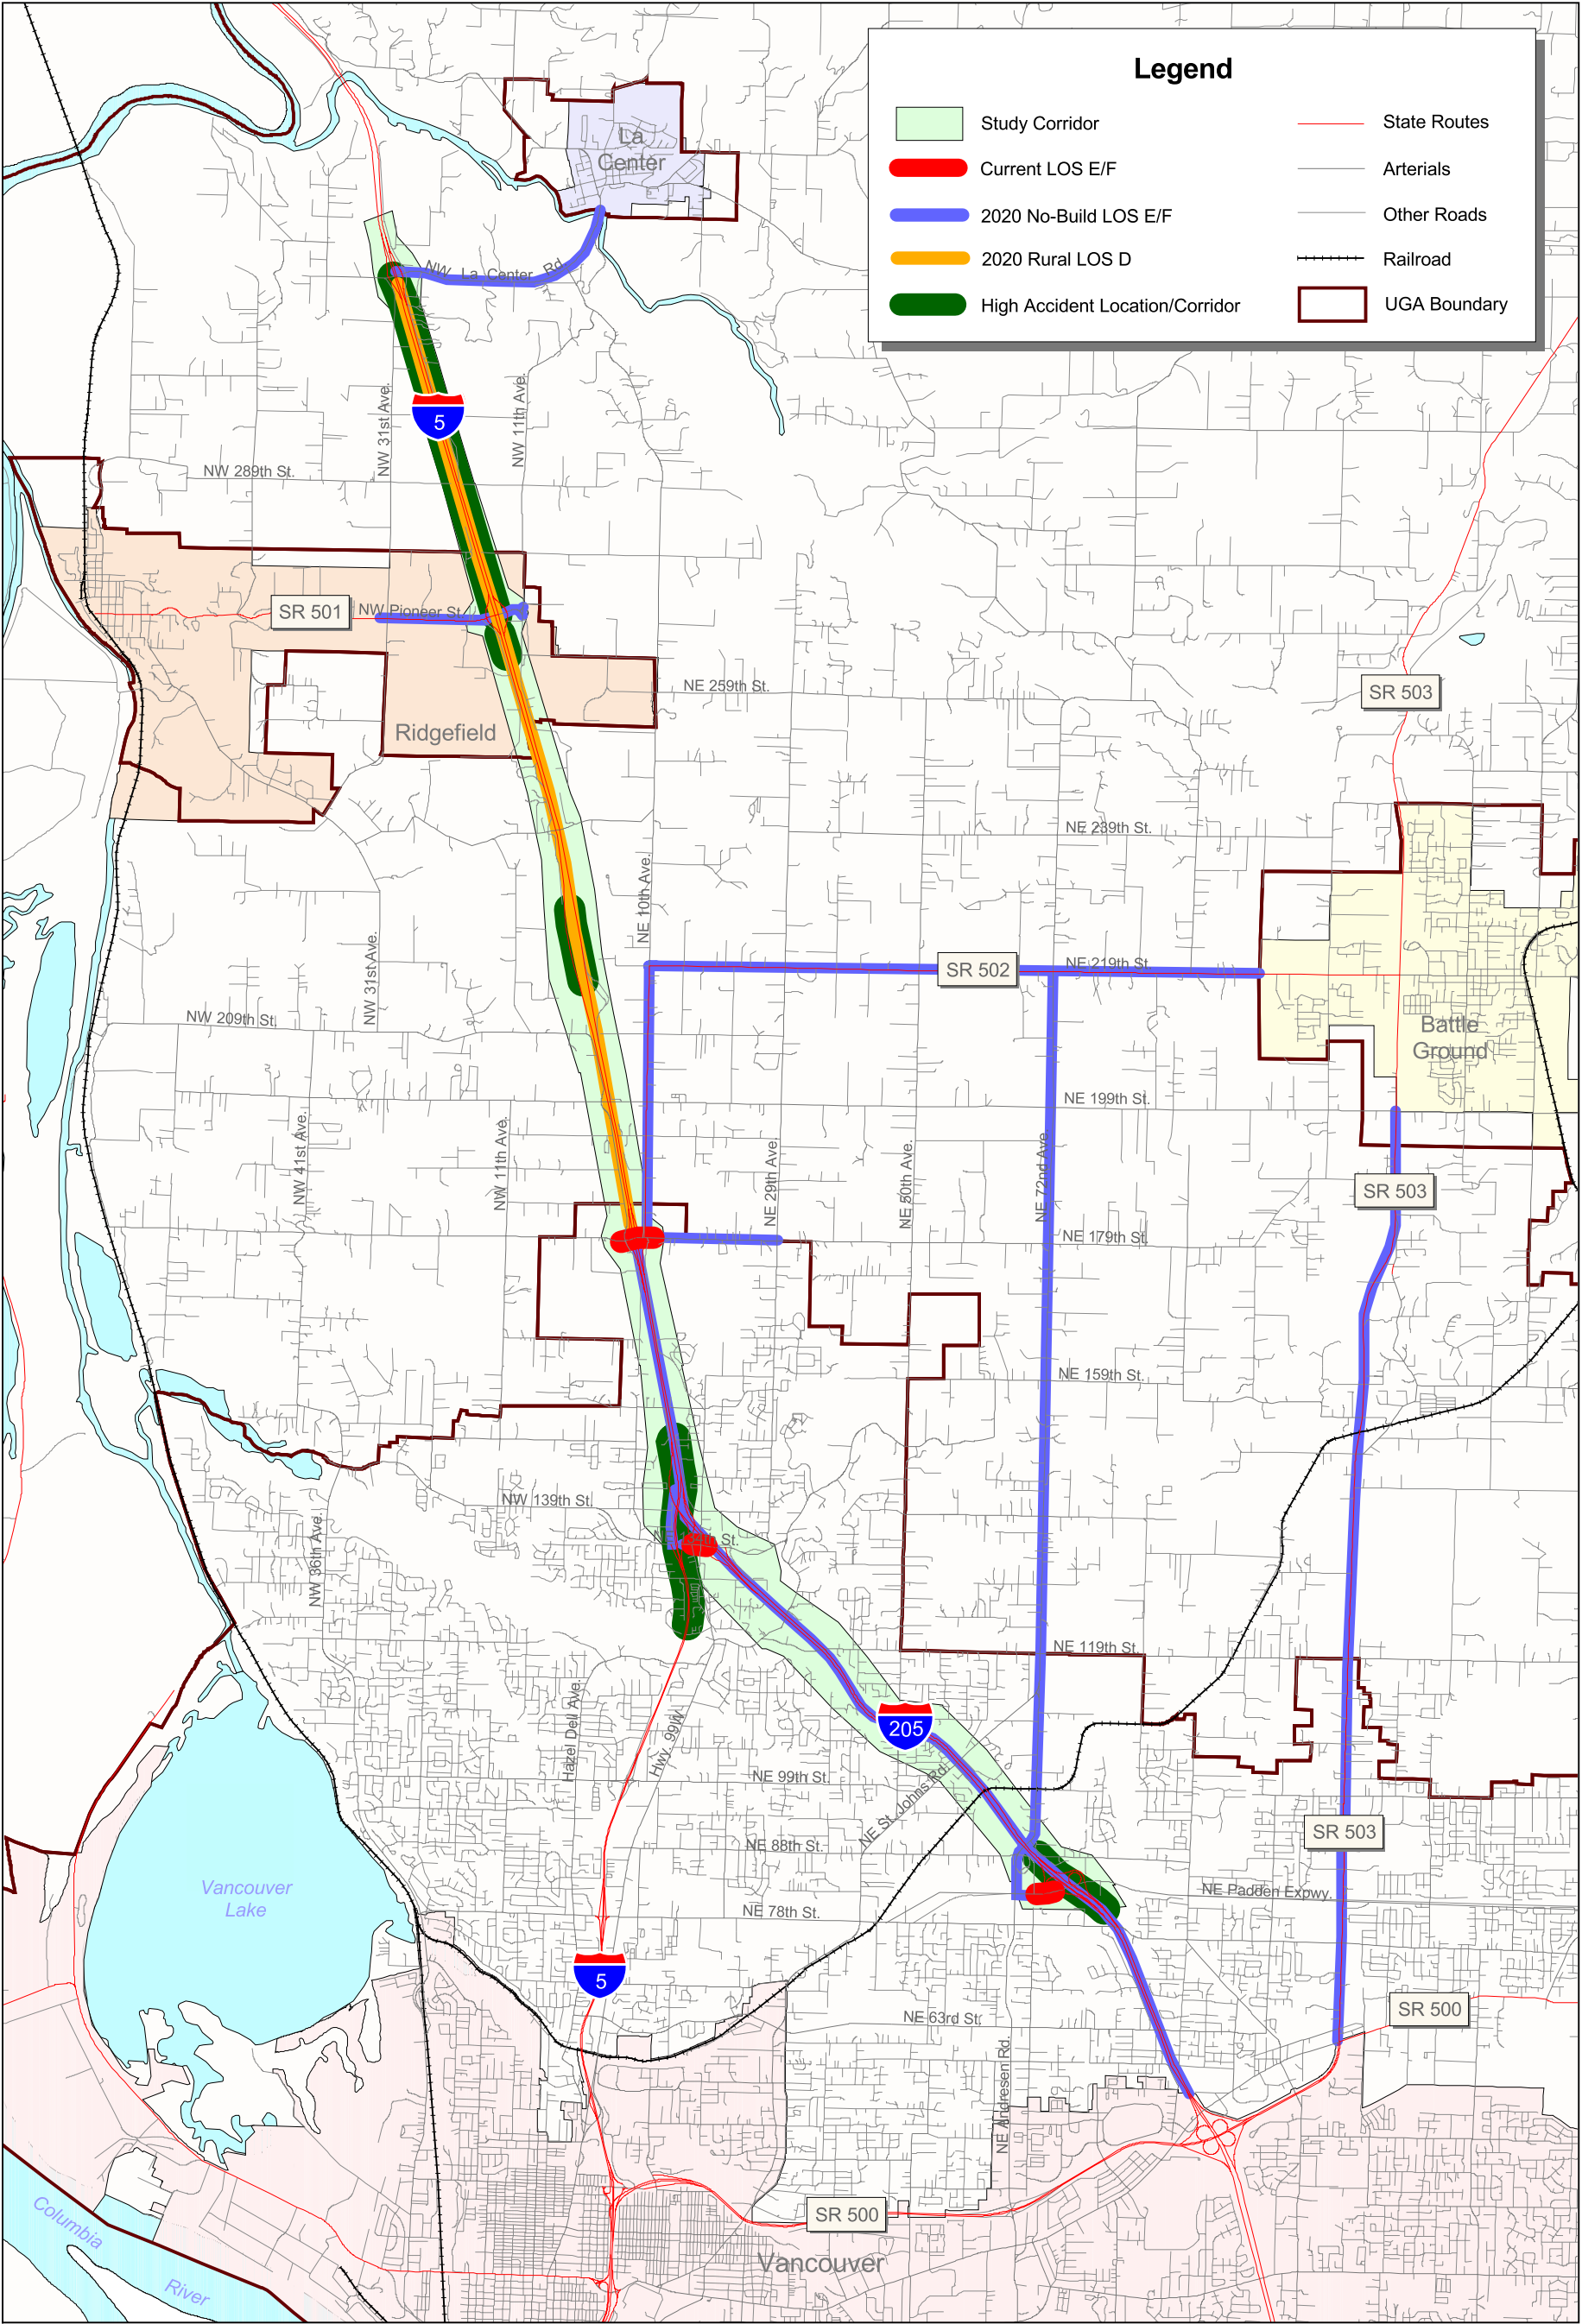 Legend
Study Corridor
Current LOS E/F
2020 No-Build LOS E/F
2020 Rural LOS D
High Accident Location/Corridor
State Routes
Arterials
Other Roads
Railroad
UGA Boundary
La
Center
NW La Center Rd.
NW 31st Ave.
5
NW 11th Ave.
NW 289th St.
SR 501
NW Pioneer St.
NE 259th St.
SR 503
Ridgefield
NE 239th St.
NE 10th Ave.
NW 31st Ave.
SR 502
NE 219th St.
NW 209th St.
Battle
Ground
NE 199th St.
NW 41st Ave.
NW 11th Ave.
NE 29th Ave.
NE 50th Ave.
NE 72nd Ave.
SR 503
NE 179th St.
NE 159th St.
NW 139th St.
St.
NW 36th Ave.
NE 119th St.
205
Hazel Dell Ave.
Hwy. 99W
NE 99th St.
NE St. Johns Rd.
NE 88th St.
SR 503
Vancouver
Lake
NE Padden Expwy.
NE 78th St.
5
SR 500
NE 63rd St.
NE Andresen Rd.
SR 500
Columbia
River
Vancouver